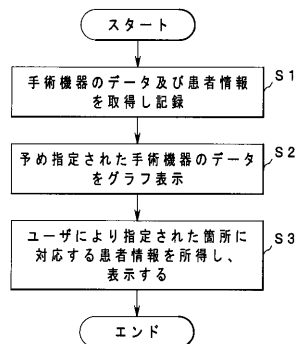 スタート
手術機器のデータ及び患者情報
を取得し記録
S1
予め指定された手術機器のデータ
をグラフ表示
S2
ユーザにより指定された箇所に
対応する患者情報を所得し、
表示する
S3
エンド